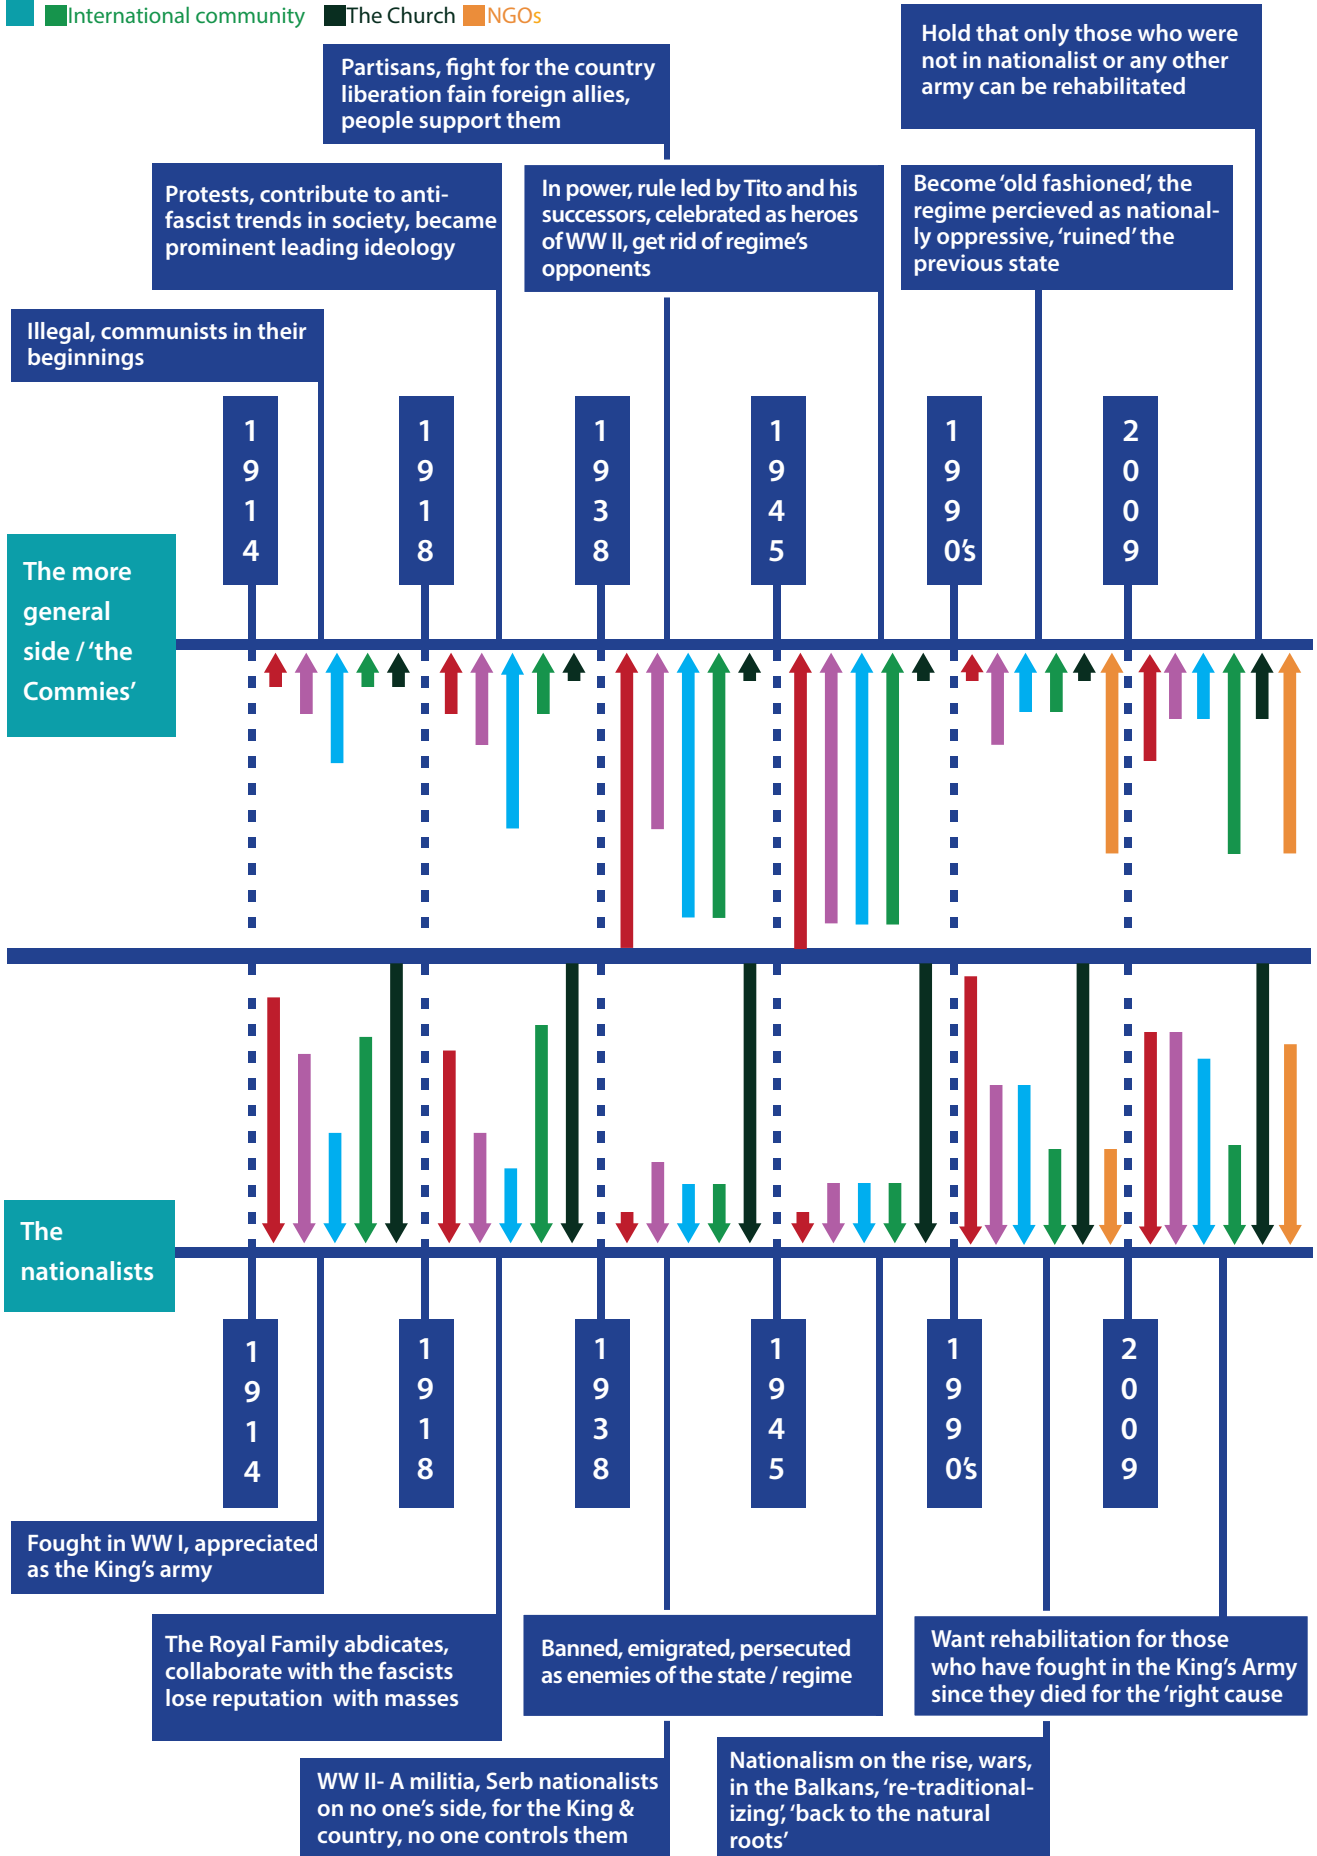 International community The Church NGOs
Hold that only those who were
not in nationalist or any other
army can be rehabilitated
Partisans, fight for the country
liberation fain foreign allies,
people support them
Protests, contribute to anti-
fascist trends in society, became
prominent leading ideology
In power, rule led by Tito and his
successors, celebrated as heroes
of WW II, get rid of regime's
opponents
Become 'old fashioned', the
regime percieved as national-
ly oppressive, 'ruined' the
previous state
Illegal, communists in their
beginnings
1914
1918
1938
1945
1990's
2009
The more
general
side / 'the
Commies'
The
nationalists
1914
1918
1938
1945
1990's
2009
Fought in WW I, appreciated
as the King's army
The Royal Family abdicates,
collaborate with the fascists
lose reputation with masses
Banned, emigrated, persecuted
as enemies of the state / regime
Want rehabilitation for those
who have fought in the King's Army
since they died for the 'right cause
WW II- A militia, Serb nationalists
on no one's side, for the King &
country, no one controls them
Nationalism on the rise, wars,
in the Balkans, 're-traditional-
izing', 'back to the natural
roots'